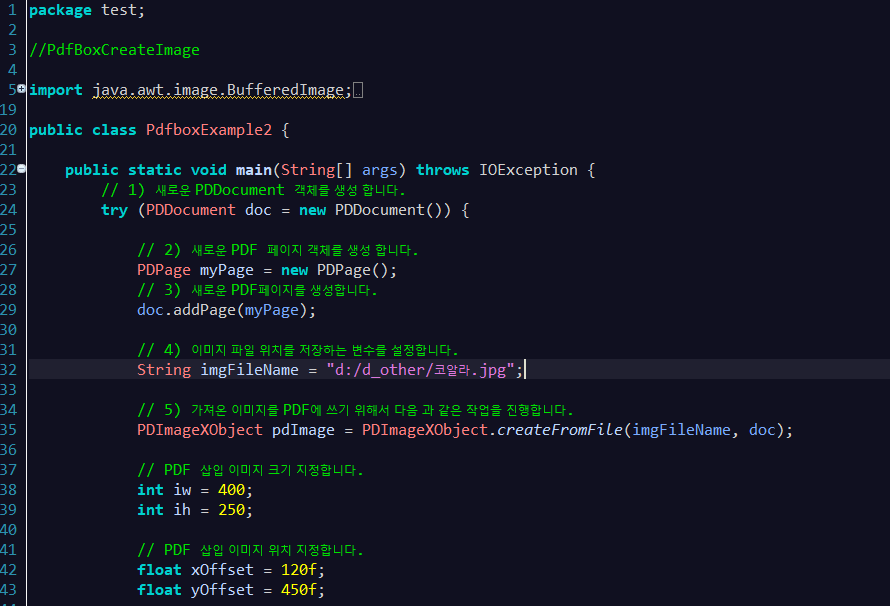 1 package test;
2
3 //PdfBoxCreateImage
4
5 import java.awt.image.BufferedImage;
19
20 public class PdfboxExample2 {
21
22 public static void main(String[] args) throws IOException {
23 // 1) 새로운 PDDocument 객체를 생성 합니다.
24 try (PDDocument doc = new PDDocument()) {
25
26 // 2) 새로운 PDF 페이지 객체를 생성 합니다.
27 PDPage myPage = new PDPage();
28 // 3) 새로운 PDF페이지를 생성합니다.
29 doc.addPage(myPage);
30
31 // 4) 이미지 파일 위치를 저장하는 변수를 설정합니다.
32 String imgFileName = "d:/d_other/코알라.jpg";
33
34 // 5) 가져온 이미지를 PDF에 쓰기 위해서 다음 과 같은 작업을 진행합니다.
35 PDImageXObject pdImage = PDImageXObject.createFromFile(imgFileName, doc);
36
37 // PDF 삽입 이미지 크기 지정합니다.
38 int iw = 400;
39 int ih = 250;
40
41 // PDF 삽입 이미지 위치 지정합니다.
42 float xOffset = 120f;
43 float yOffset = 450f;